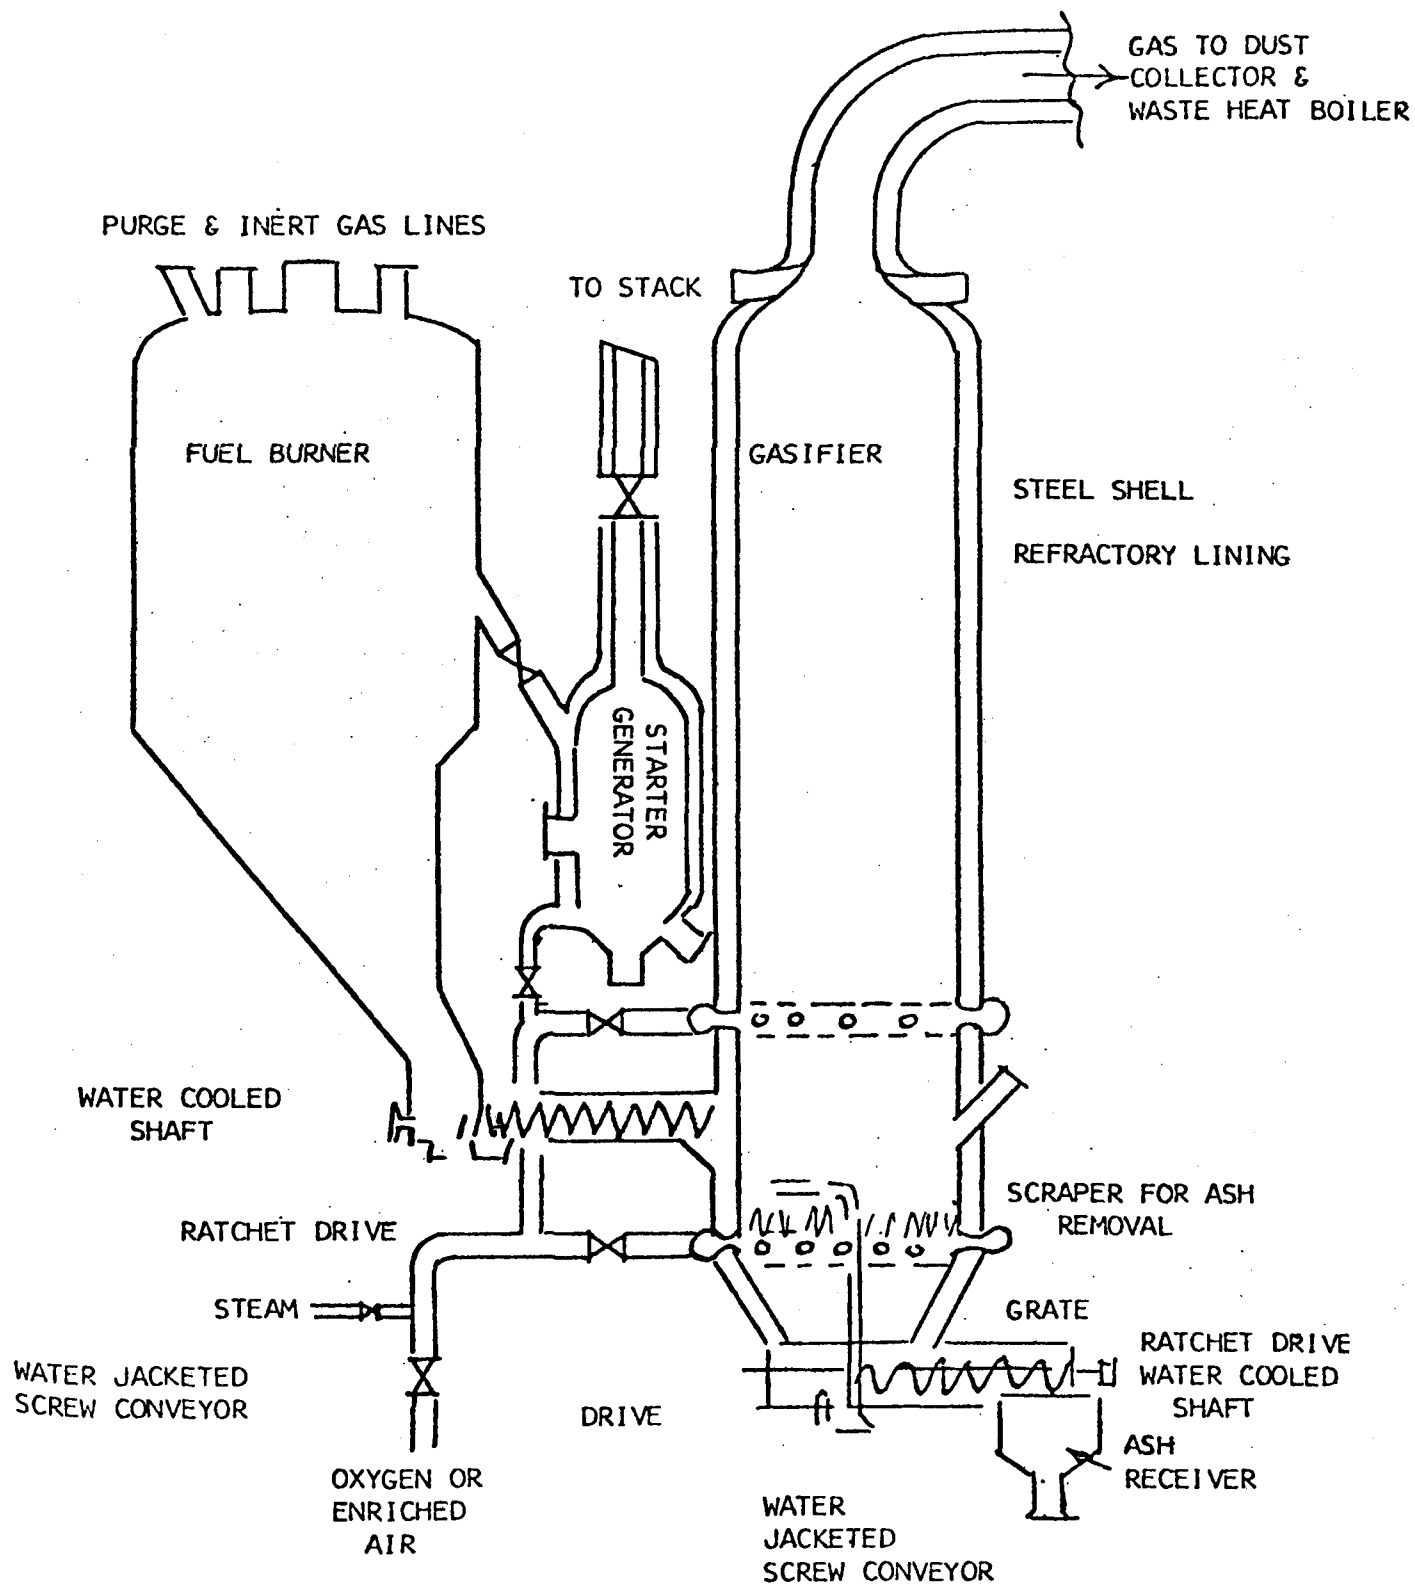 GAS TO DUST
COLLECTOR &
WASTE HEAT BOILER
PURGE & INERT GAS LINES
TO STACK
FUEL BURNER
GASIFIER
STEEL SHELL
REFRACTORY LINING
STARTER
GENERATOR
WATER COOLED
SHAFT
SCRAPER FOR ASH
REMOVAL
RATCHET DRIVE
STEAM
GRATE
RATCHET DRIVE
WATER COOLED
SHAFT
WATER JACKETED
SCREW CONVEYOR
DRIVE
ASH
RECEIVER
OXYGEN OR
ENRICHED
AIR
WATER
JACKETED
SCREW CONVEYOR